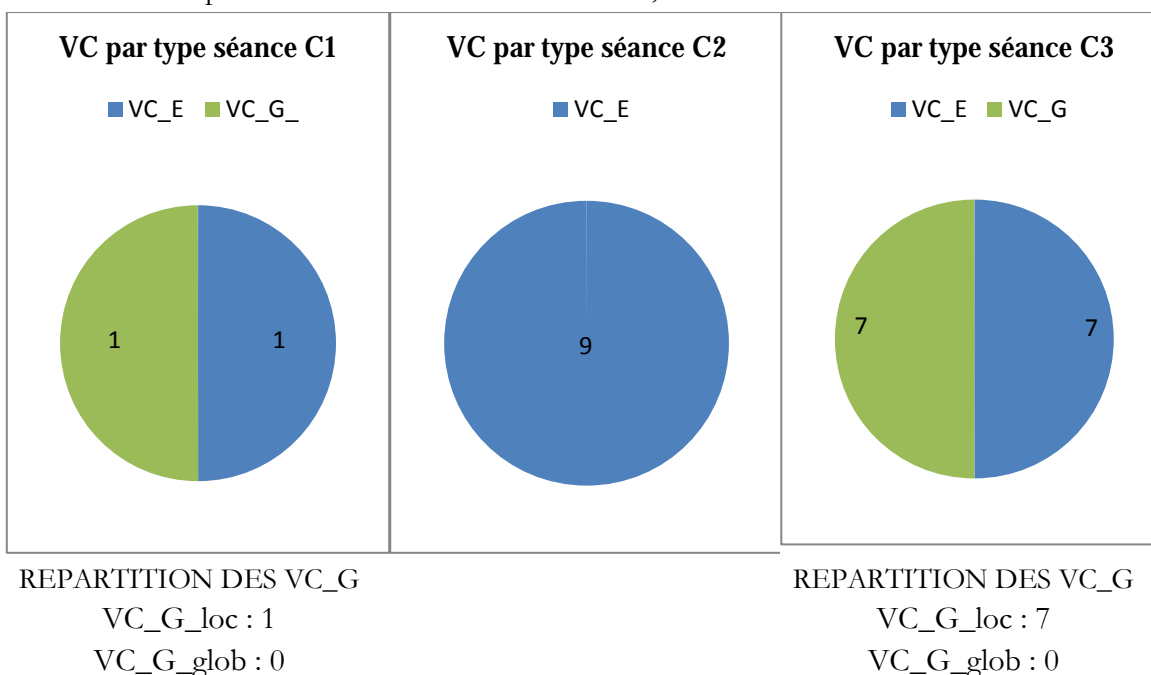 VC par type séance C1
VC_E VC_G_
1 1
VC par type séance C2
VC_E
9
VC par type séance C3
VC_E VC_G
7 7
REPARTITION DES VC_G
VC_G_loc : 1
VC_G_glob : 0
REPARTITION DES VC_G
VC_G_loc : 7
VC_G_glob : 0